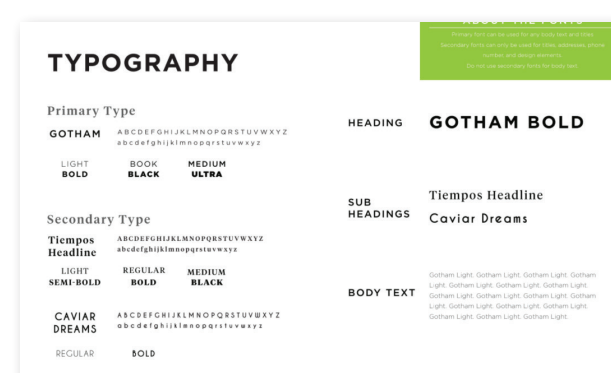 TYPOGRAPHY
Primary Type
GOTHAM
ABCDEFGHIJKLMNOPQRSTUVWXYZ
abcdefghijklmnopqrstuvwxyz
LIGHT BOOK MEDIUM
BOLD BLACK ULTRA
Secondary Type
Tiempos
Headline
ABCDEFGHIJKLMNOPQRSTUVWXYZ
abcdefghijklmnopqrstuvwxyz
LIGHT REGULAR MEDIUM
SEMI-BOLD BOLD BLACK
CAVIAR
DREAMS
ABCDEFGHIJKLMNOPQRSTUVWXYZ
abcdefghijklmnopqrstuvwxyz
REGULAR BOLD
ABOUT THE FONTS
Primary font can be used for any body text and titles
Secondary fonts can only be used for titles, addresses, phone
number and design elements.
Do not use secondary fonts for body text
HEADING
GOTHAM BOLD
SUB
HEADINGS
Tiempos Headline
Caviar Dreams
BODY TEXT
Gotham Light. Gotham Light. Gotham Light. Gotham
Light. Gotham Light. Gotham Light. Gotham Light.
Gotham Light. Gotham Light. Gotham Light. Gotham
Light. Gotham Light. Gotham Light. Gotham Light.
Gotham Light. Gotham Light. Gotham Light.